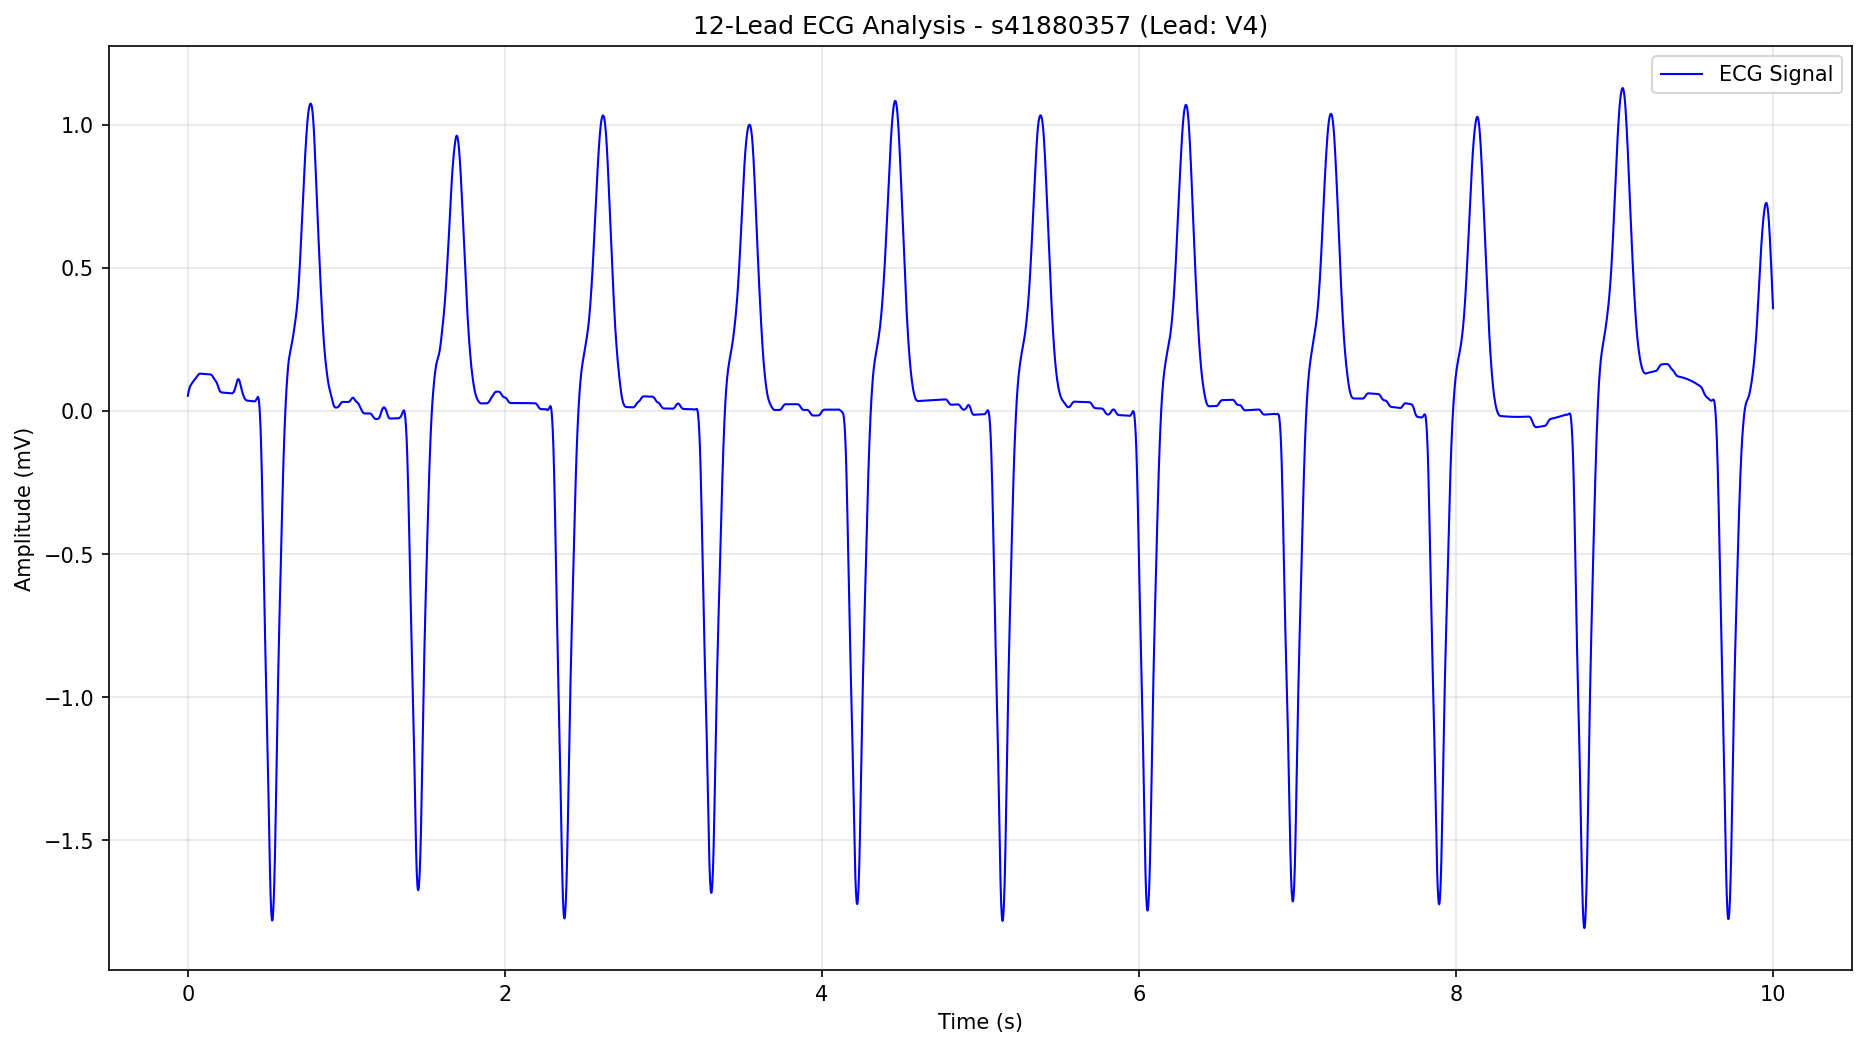 12-Lead ECG Analysis - s41880357 (Lead: V4)
ECG Signal
1.0
0.5
0.0
−0.5
−1.0
−1.5
Amplitude (mV)
0 2 4 6 8 10
Time (s)